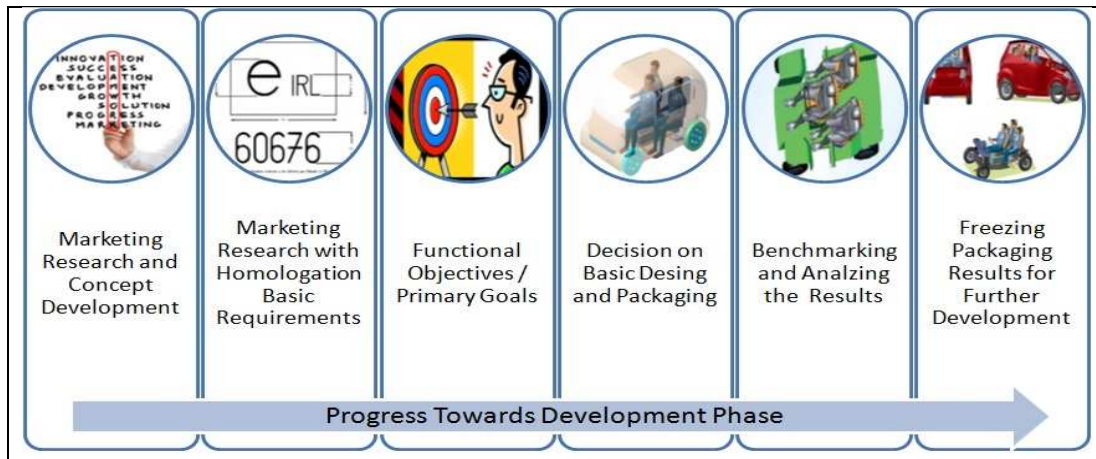 INNOVATION
SUCCESS
EVALUATION
DEVELOPMENT
GROWTH
SOLUTION
PROGRESS
MARKETING
Marketing
Research and
Concept
Development
e IRL
60676
Marketing
Research with
Homologation
Basic
Requirements
Functional
Objectives /
Primary Goals
Decision on
Basic Desing
and Packaging
Benchmarking
and Analzing
the Results
Freezing
Packaging
Results for
Further
Development
Progress Towards Development Phase